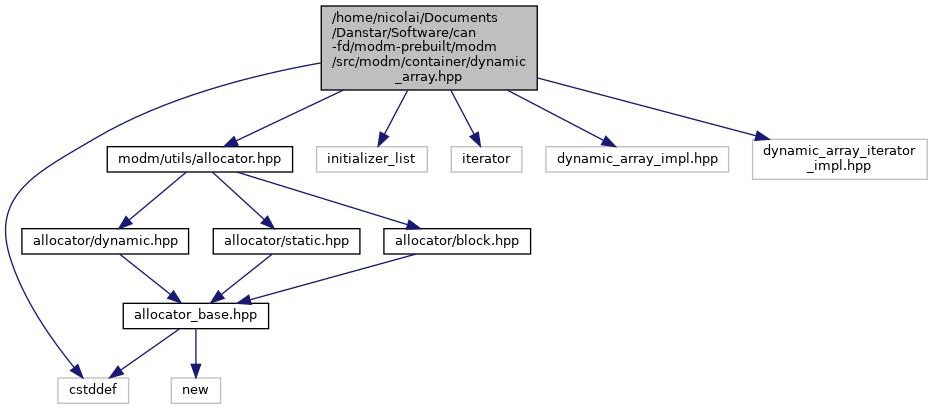 /home/nicolai/Documents
/Danstar/Software/can
-fd/modm-prebuilt/modm
/src/modm/container/dynamic
_array.hpp
modm/utils/allocator.hpp
initializer_list
iterator
dynamic_array_impl.hpp
dynamic_array_iterator
_impl.hpp
allocator/dynamic.hpp
allocator/static.hpp
allocator/block.hpp
allocator_base.hpp
cstddef
new